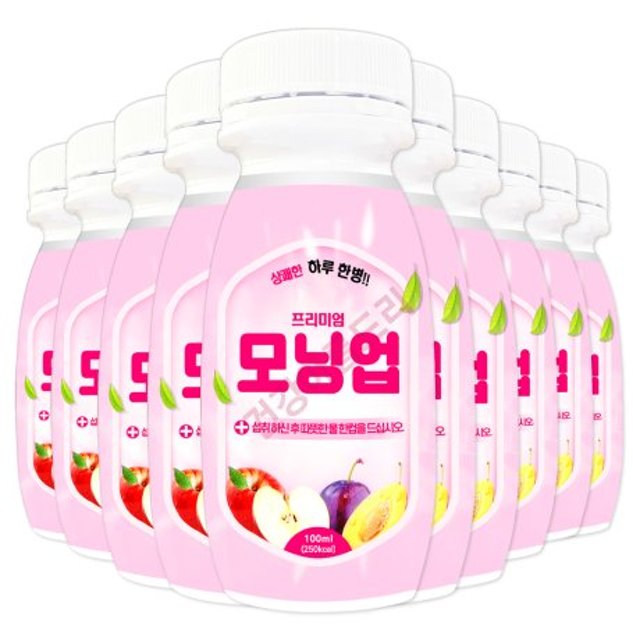 상쾌한 하루 한병!!
프리미엄
모닝업
섭취 하신 후 따뜻한 물 한컵을 드십시오.
100ml
(250kcal)